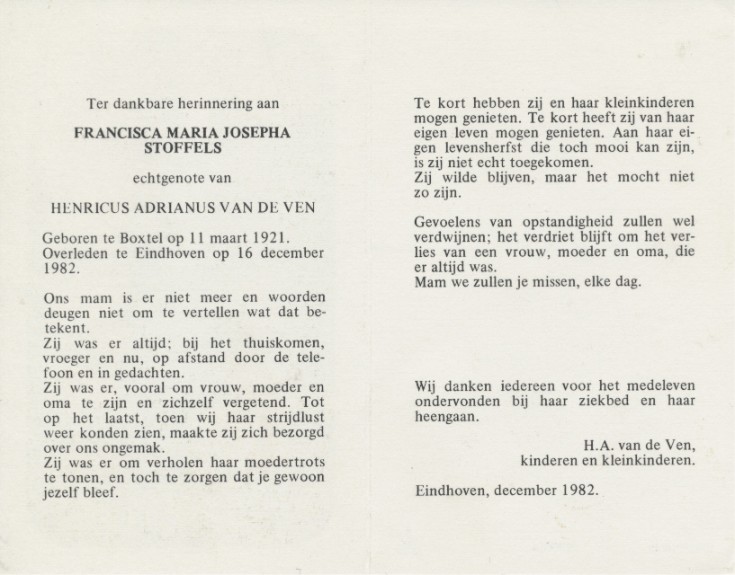 Ter dankbare herinnering aan
FRANCISCA MARIA JOSEPHA
STOFFELS
echtgenote van
HENRICUS ADRIANUS VAN DE VEN
Geboren te Boxtel op 11 maart 1921.
Overleden te Eindhoven op 16 december
1982.
Ons mam is er niet meer en woorden
deugen niet om te vertellen wat dat be-
tekent.
Zij was er altijd; bij het thuiskomen,
vroeger en nu, op afstand door de tele-
foon en in gedachten.
Zij was er, vooral om vrouw, moeder en
oma te zijn en zichzelf vergetend. Tot
op het laatst, toen wij haar strijdlust
weer konden zien, maakte zij zich bezorgd
over ons ongemak.
Zij was er om verholen haar moedertrots
te tonen, en toch te zorgen dat je gewoon
jezelf bleef.
Te kort hebben zij en haar kleinkinderen
mogen genieten. Te kort heeft zij van haar
eigen leven mogen genieten. Aan haar ei-
gen levensherfst die toch mooi kan zijn,
is zij niet echt toegekomen.
Zij wilde blijven, maar het mocht niet
zo zijn.
Gevoelens van opstandigheid zullen wel
verdwijnen; het verdriet blijft om het ver-
lies van een vrouw, moeder en oma, die
er altijd was.
Mam we zullen je missen, elke dag.
Wij danken iedereen voor het medeleven
ondervonden bij haar ziekbed en haar
heengaan.
H.A. van de Ven,
kinderen en kleinkinderen.
Eindhoven, december 1982.